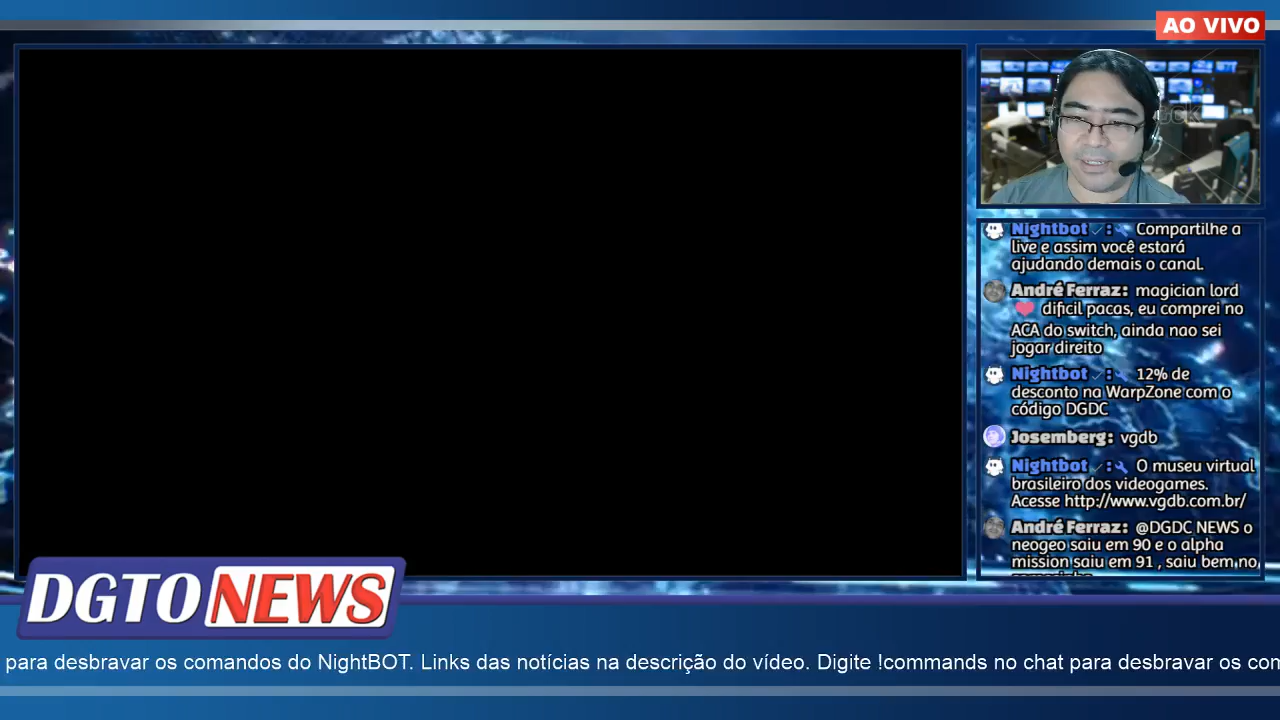 AO VIVO
Nightbot : Compartilhe a
live e assim você estará
ajudando demais o canal.
André Ferraz: magician lord
dificil pacas, eu comprei no
ACA do switch, ainda nao sei
jogar direito
Nightbot : 12% de
desconto na WarpZone com o
código DGDC
Josemberg: vgdb
Nightbot : O museu virtual
brasileiro dos videogames.
Acesse http://www.vgdb.com.br/
André Ferraz: @DGDC NEWS o
neogeo saiu em 90 e o alpha
mission saiu em 91 , saiu bem no
DGTO NEWS
para desbravar os comandos do NightBOT. Links das notícias na descrição do vídeo. Digite !commands no chat para desbravar os con